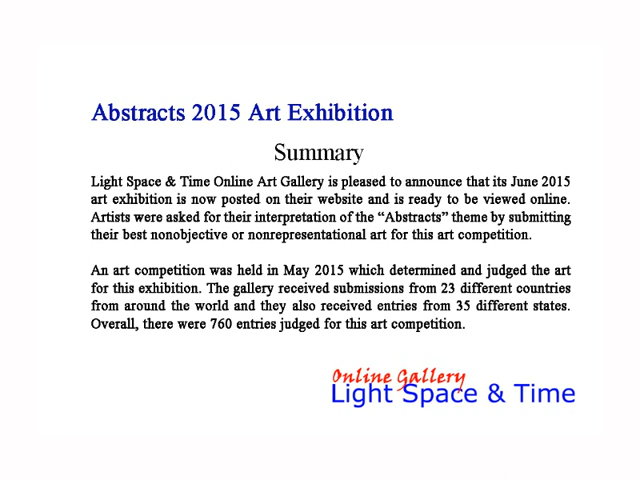 Abstracts 2015 Art Exhibition
Summary
Light Space & Time Online Art Gallery is pleased to announce that its June 2015
art exhibition is now posted on their website and is ready to be viewed online.
Artists were asked for their interpretation of the “Abstracts” theme by submitting
their best nonobjective or nonrepresentational art for this art competition.
An art competition was held in May 2015 which determined and judged the art
for this exhibition. The gallery received submissions from 23 different countries
from around the world and they also received entries from 35 different states.
Overall, there were 760 entries judged for this art competition.
Online Gallery
Light Space & Time